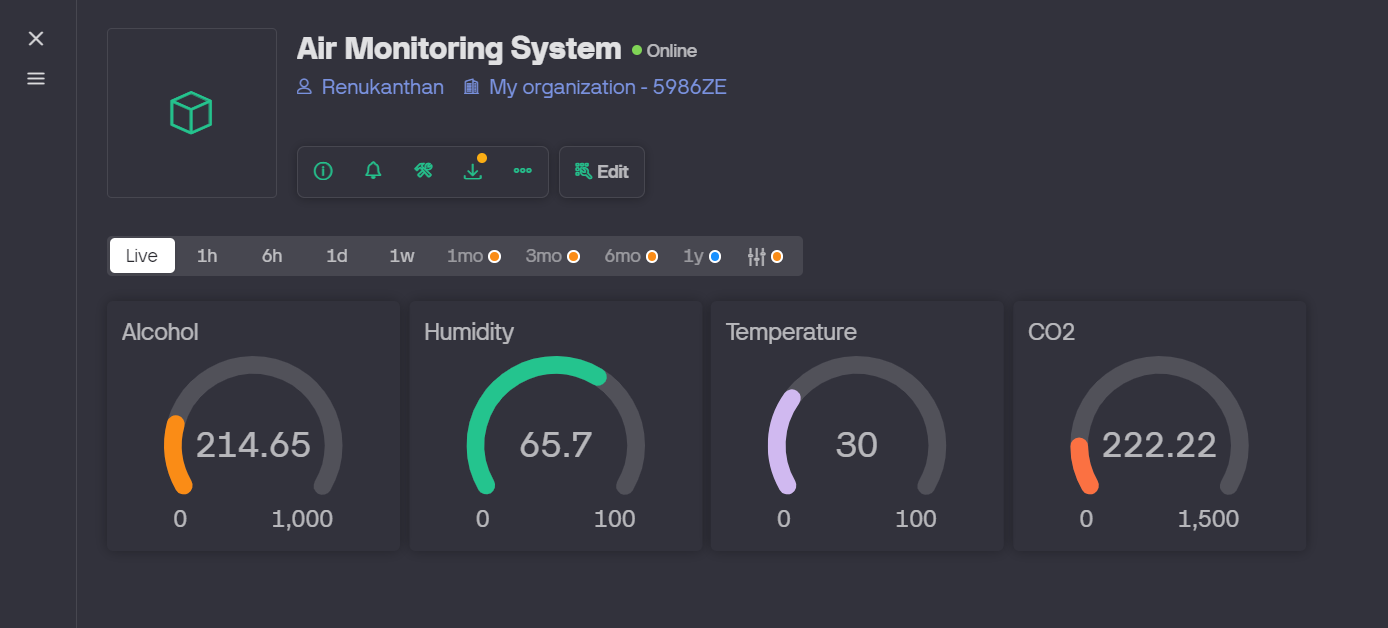 Air Monitoring System Online
Renukanthan My organization - 5986ZE
Edit
Live 1h 6h 1d 1w 1mo 3mo 6mo 1y
Alcohol
214.65
0 1,000
Humidity
65.7
0 100
Temperature
30
0 100
CO2
222.22
0 1,500